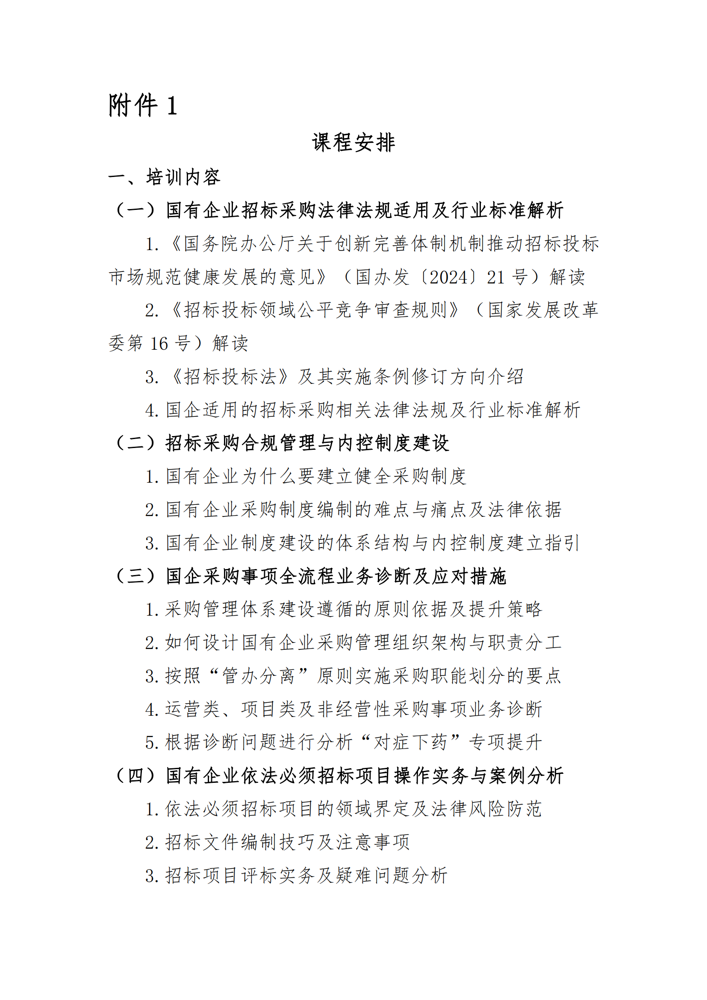 附件 1
课程安排
一、培训内容
（一）国有企业招标采购法律法规适用及行业标准解析
1.《国务院办公厅关于创新完善体制机制推动招标投标
市场规范健康发展的意见》（国办发〔2024〕21 号）解读
2.《招标投标领域公平竞争审查规则》（国家发展改革
委第 16 号）解读
3.《招标投标法》及其实施条例修订方向介绍
4.国企适用的招标采购相关法律法规及行业标准解析
（二）招标采购合规管理与内控制度建设
1.国有企业为什么要建立健全采购制度
2.国有企业采购制度编制的难点与痛点及法律依据
3.国有企业制度建设的体系结构与内控制度建立指引
（三）国企采购事项全流程业务诊断及应对措施
1.采购管理体系建设遵循的原则依据及提升策略
2.如何设计国有企业采购管理组织架构与职责分工
3.按照“管办分离”原则实施采购职能划分的要点
4.运营类、项目类及非经营性采购事项业务诊断
5.根据诊断问题进行分析“对症下药”专项提升
（四）国有企业依法必须招标项目操作实务与案例分析
1.依法必须招标项目的领域界定及法律风险防范
2.招标文件编制技巧及注意事项
3.招标项目评标实务及疑难问题分析